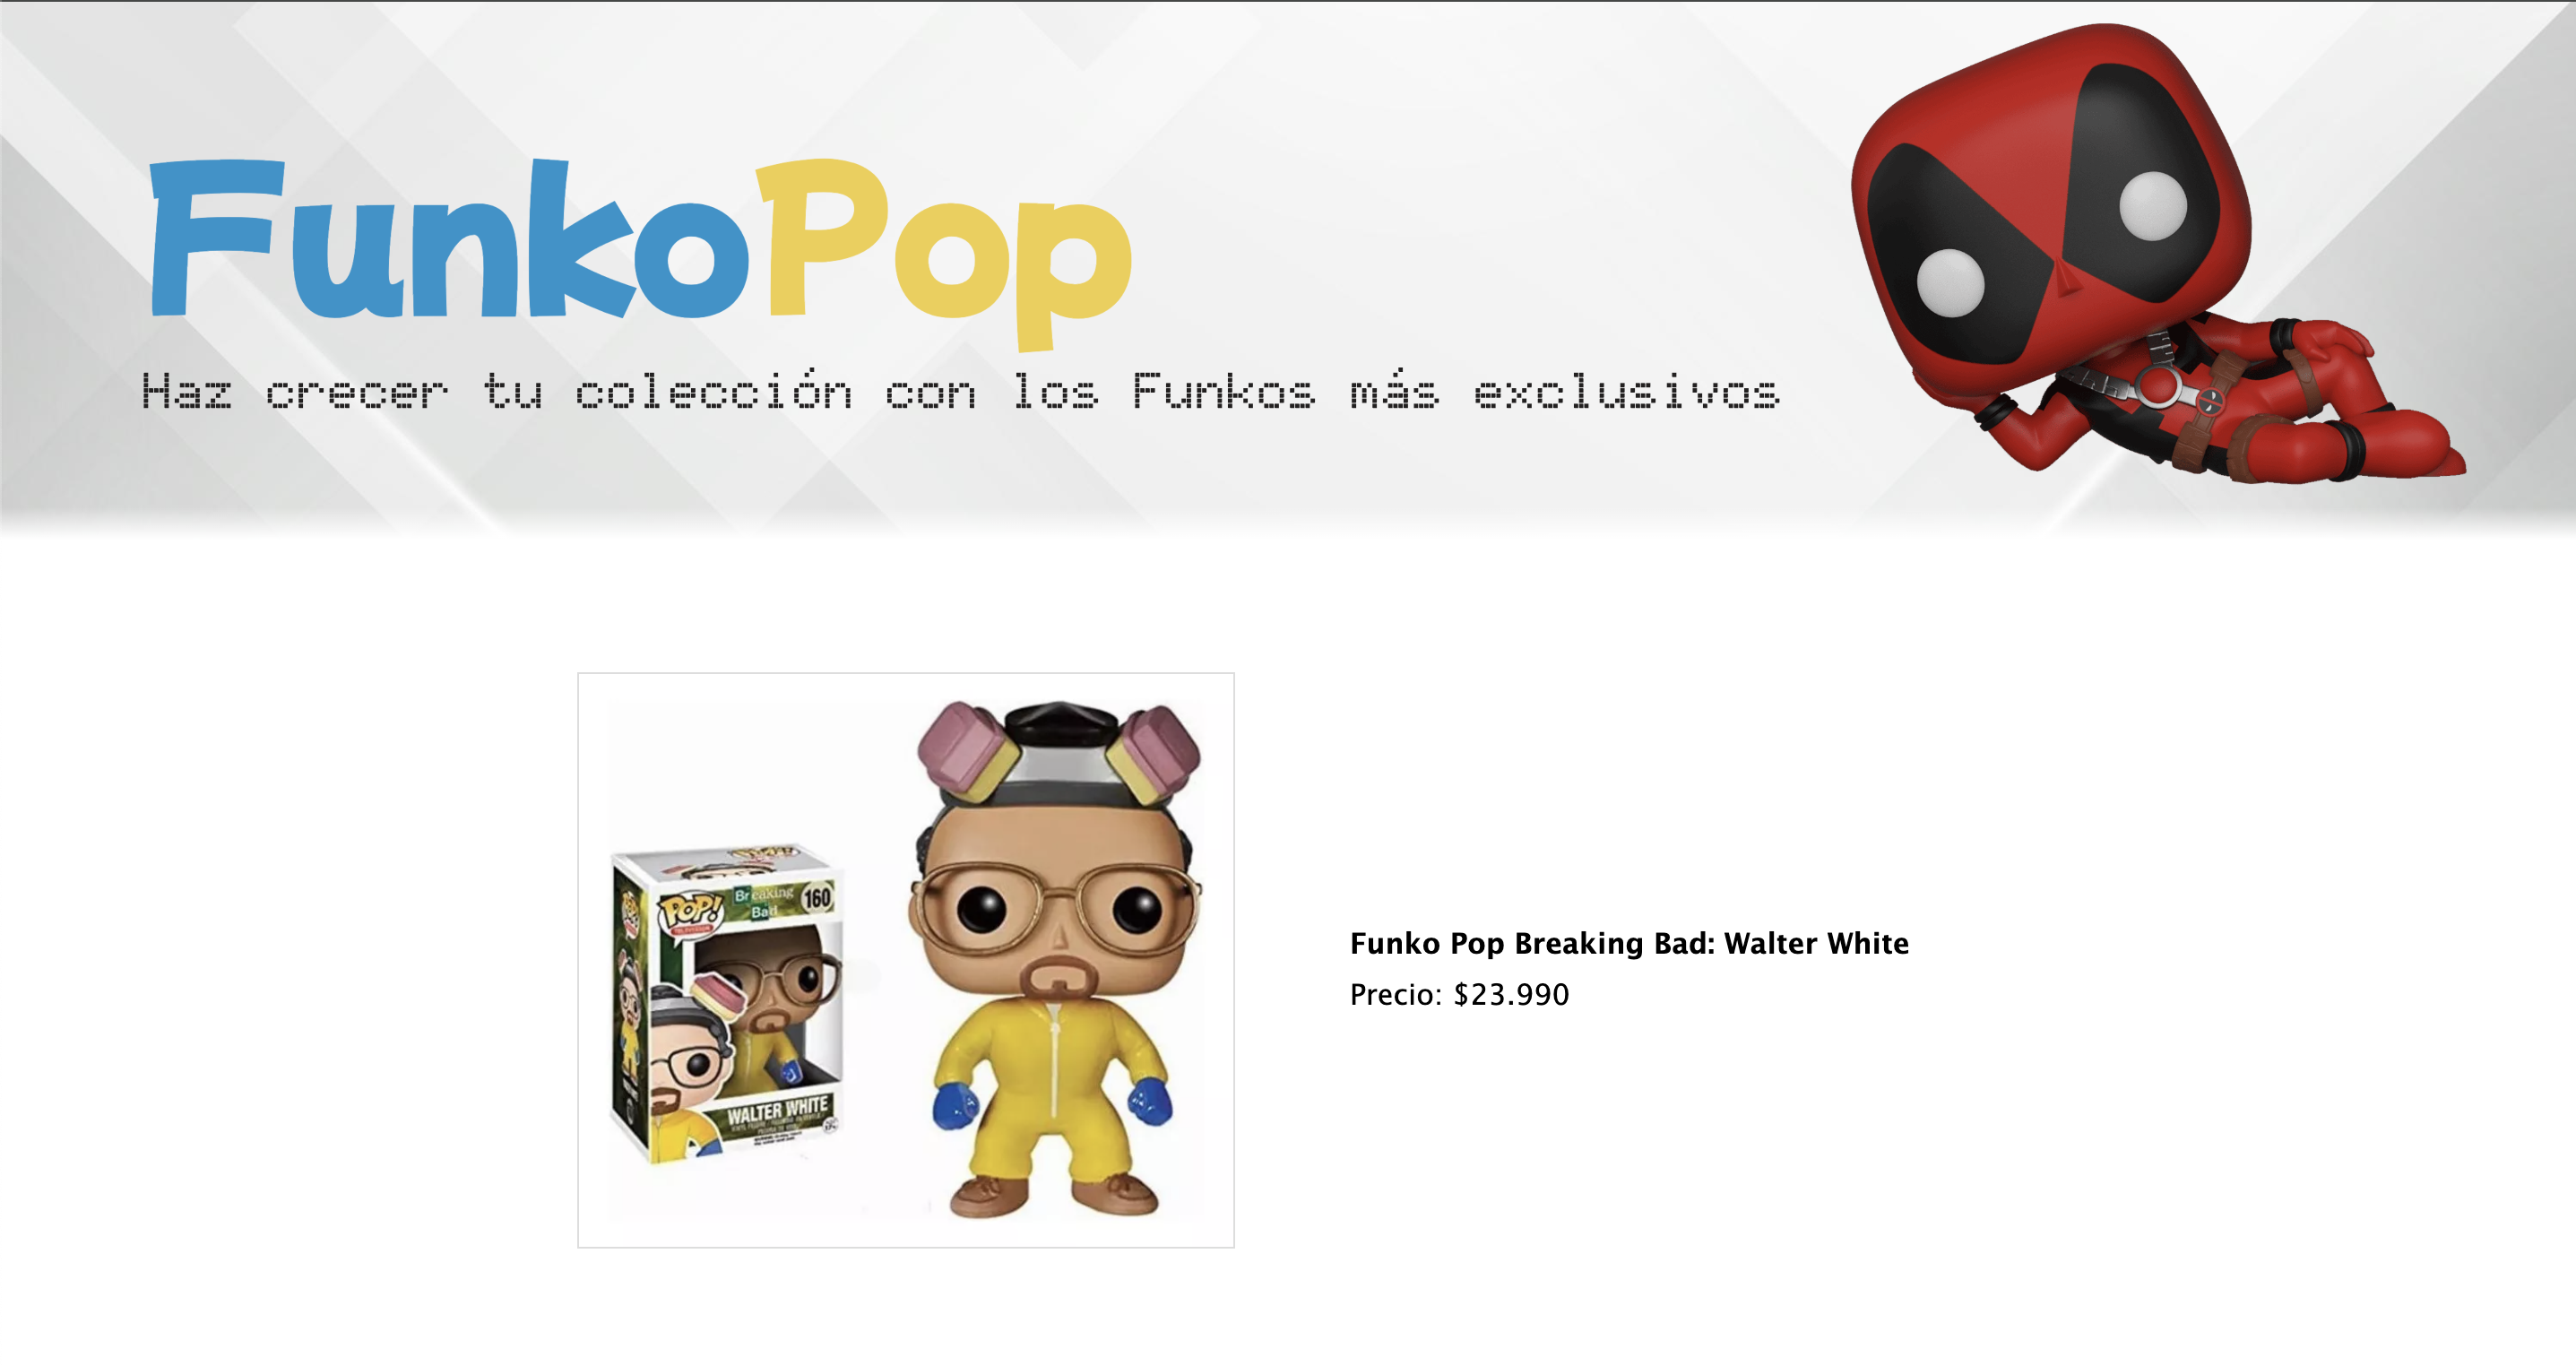 FunkoPop
Haz crecer tu colección con los Funkos más exclusivos
POP!
TELEVISION
Breaking
Bad
160
WALTER WHITE
Funko Pop Breaking Bad: Walter White
Precio: $23.990